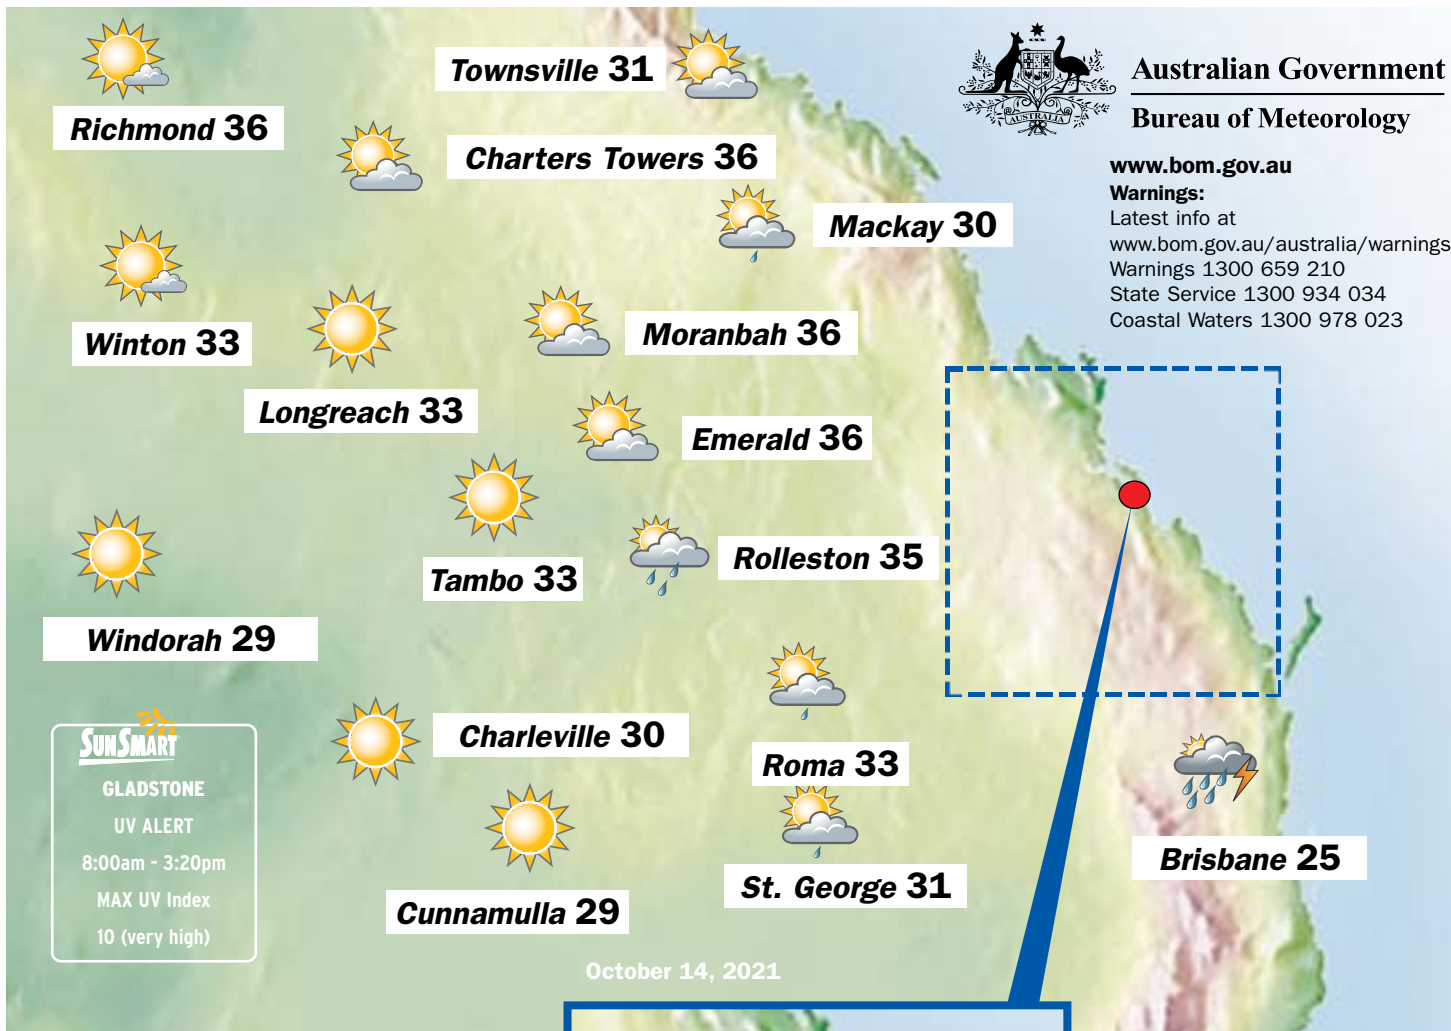 Richmond 36
Townsville 31
AUSTRALIA
Australian Government
Bureau of Meteorology
Charters Towers 36
www.bom.gov.au
Warnings:
Latest info at
www.bom.gov.au/australia/warnings
Warnings 1300 659 210
State Service 1300 934 034
Coastal Waters 1300 978 023
Mackay 30
Winton 33
Moranbah 36
Longreach 33
Emerald 36
Tambo 33
Rolleston 35
Windorah 29
Charleville 30
Roma 33
Brisbane 25
St. George 31
Cunnamulla 29
SUNSMART
GLADSTONE
UV ALERT
8:00am - 3:20pm
MAX UV Index
10 (very high)
October 14, 2021